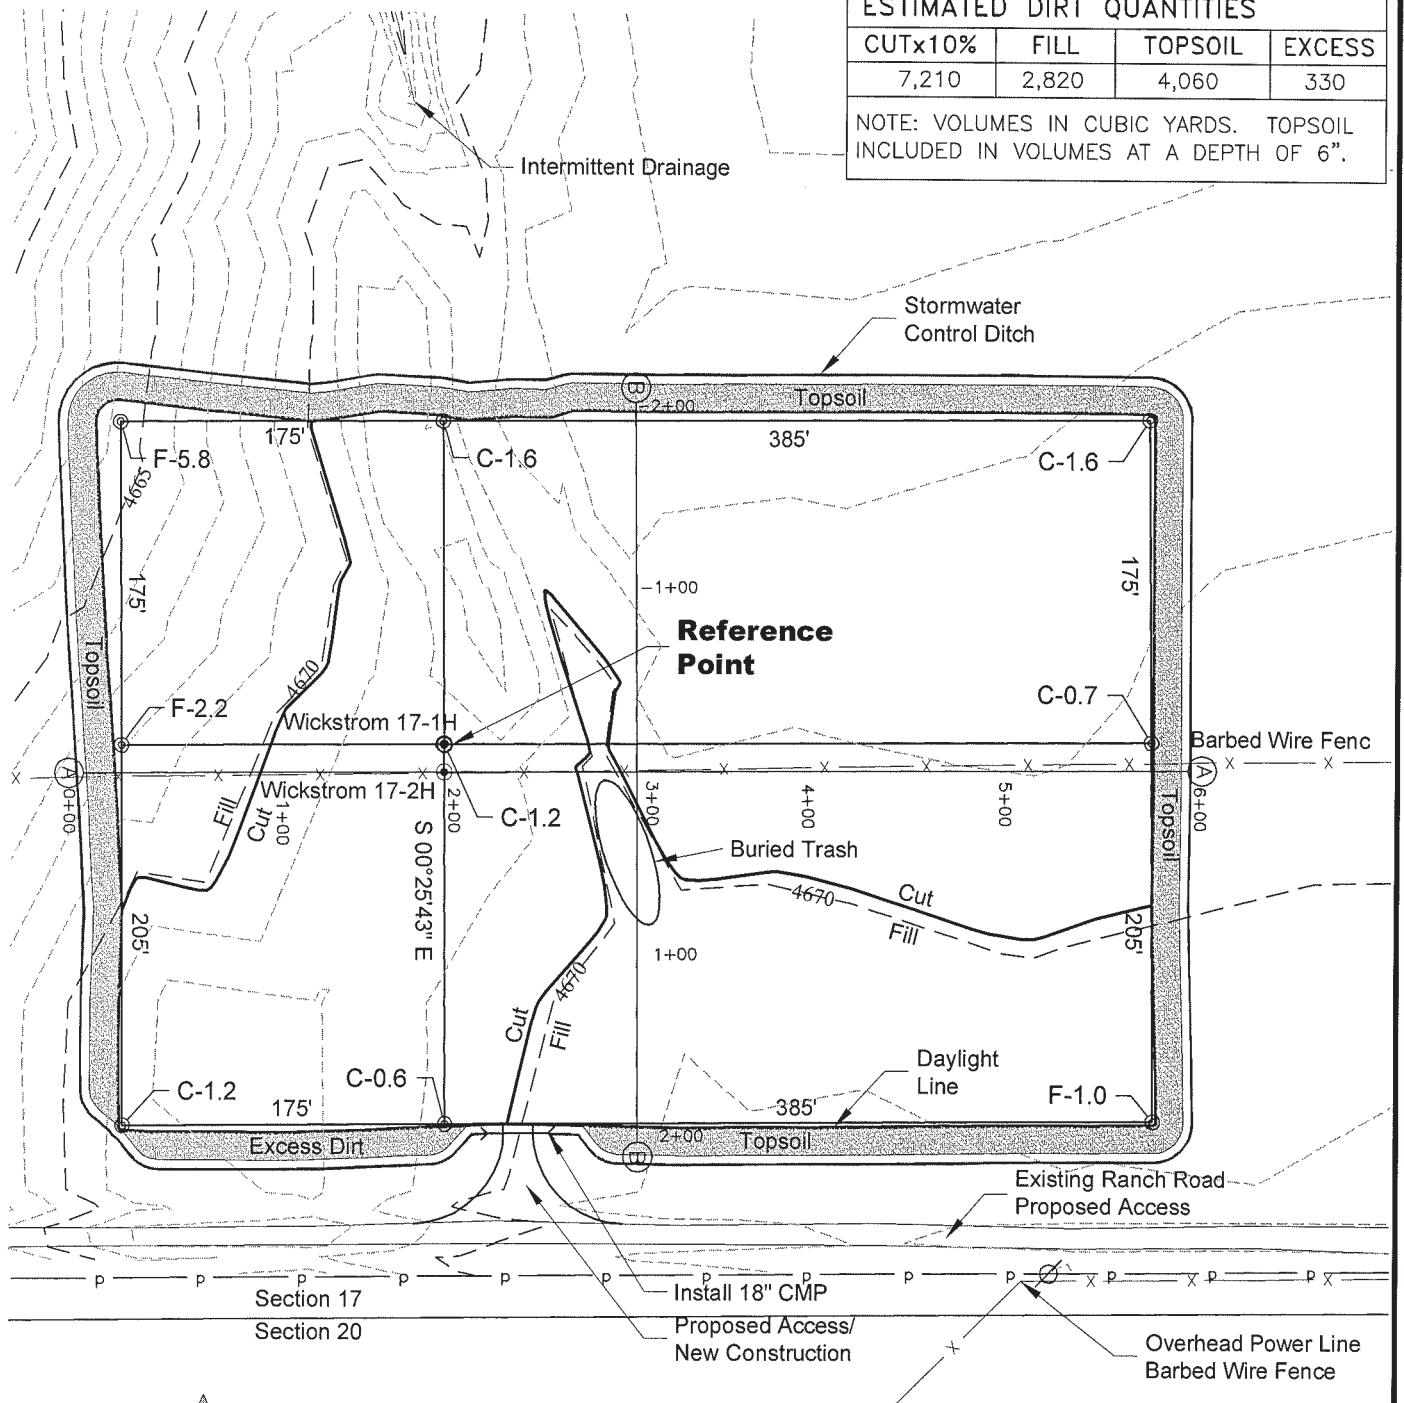 ESTIMATED DIRT QUANTITIES
CUTx10% FILL TOPSOIL EXCESS
7,210 2,820 4,060 330
NOTE: VOLUMES IN CUBIC YARDS. TOPSOIL
INCLUDED IN VOLUMES AT A DEPTH OF 6".
Intermittent Drainage
Stormwater
Control Ditch
B
Topsoil
-2+00
175'
385'
F-5.8
C-1.6
C-1.6
4665
175'
175'
-1+00
Reference
Point
Topsoil
4670
F-2.2
C-0.7
Wickstrom 17-1H
Barbed Wire Fenc
X X X X X X X X X X X X
A
A
Wickstrom 17-2H
0+00
1+00
2+00
3+00
4+00
5+00
6+00
Fill
Cut
C-1.2
S 00°25'43" E
Buried Trash
Topsoil
4670
Cut
Fill
205'
205'
1+00
4670
Cut
Fill
Daylight
Line
C-1.2
C-0.6
F-1.0
175'
385'
Excess Dirt
2+00
Topsoil
B
Existing Ranch Road
Proposed Access
P P P P P P P P P P P P P
X X X
Section 17
Install 18" CMP
Section 20
Proposed Access/
New Construction
X
Overhead Power Line
Barbed Wire Fence